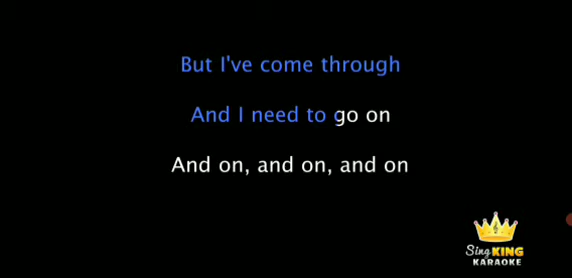 But I've come through
And I need to go on
And on, and on, and on
Sing KING
KARAOKE